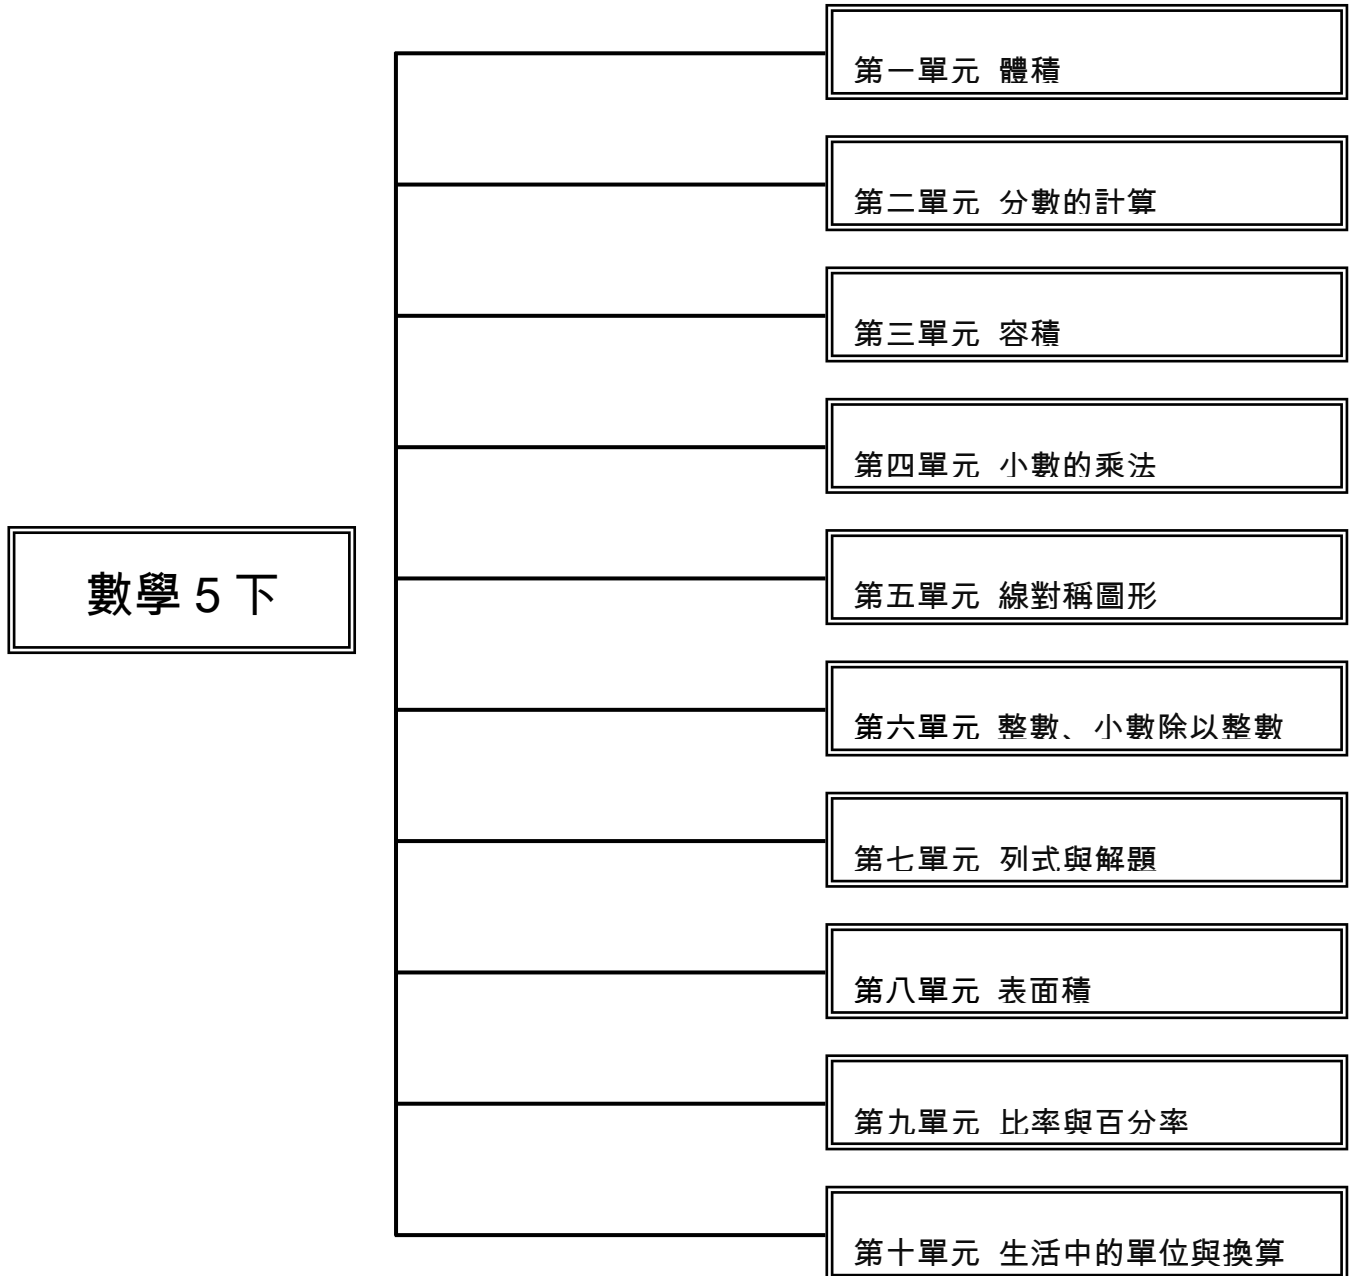 第一單元 體積
第二單元 分數的計算
第三單元 容積
第四單元 小數的乘法
第五單元 線對稱圖形
數學 5 下
第六單元 整數、小數除以整數
第七單元 列式與解題
第八單元 表面積
第九單元 比率與百分率
第十單元 生活中的單位與換算